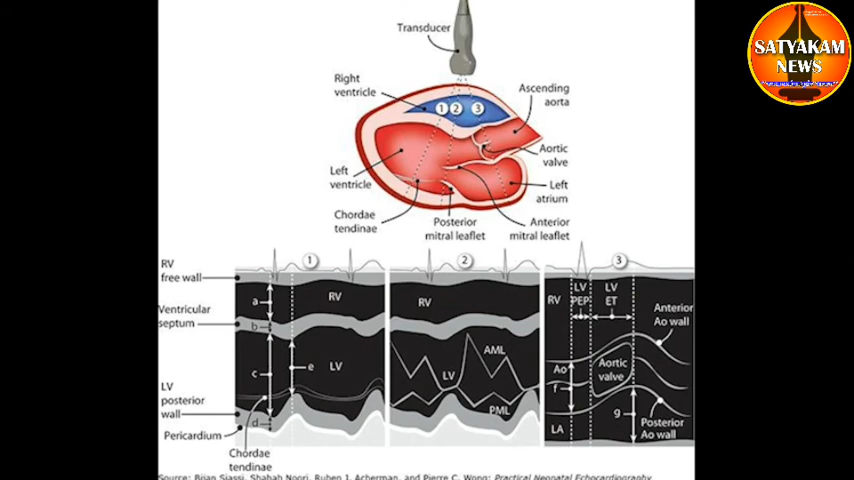 Transducer
Right
ventricle
1 2 3
Ascending
aorta
Aortic
valve
Left
ventricle
Left
atrium
Chordae
tendinae
Posterior
mitral leaflet
Anterior
mitral leaflet
SATYAKAM
NEWS
1
2
3
RV
free wall
Ventricular
septum
LV
posterior
wall
Pericardium
Chordae
tendinae
a
b
c
d
e
RV
LV
RV
AML
LV
PML
RV
LV
PEP
LV
ET
Anterior
Ao wall
Ao
f
Aortic
valve
g
LA
Posterior
Ao wall
Source: Bijan Siassi, Shahab Noori, Ruben J. Acherman, and Pierre C. Wong: Practical Neonatal Echocardiography